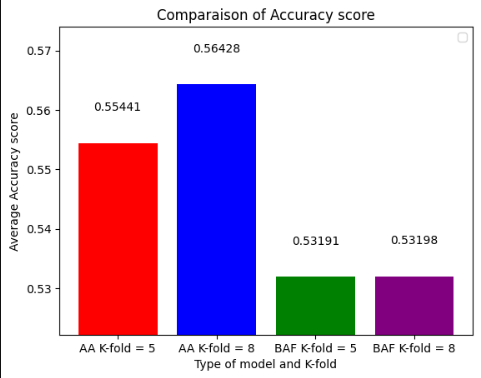 Comparaison of Accuracy score
Average Accuracy score
0.57
0.56
0.55
0.54
0.53
0.55441
0.56428
0.53191
0.53198
AA K-fold = 5
AA K-fold = 8
BAF K-fold = 5
BAF K-fold = 8
Type of model and K-fold